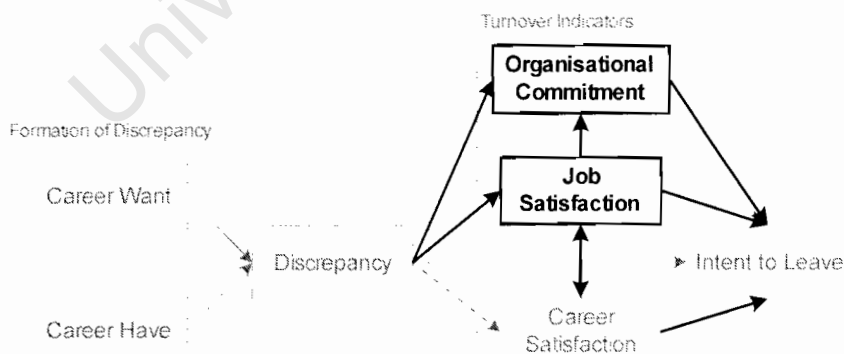 Univ
Turnover Indicators
Organisational
Commitment
Formation of Discrepancy
Job
Satisfaction
Career Want
Discrepancy
Intent to Leave
Career Have
Career
Satisfaction